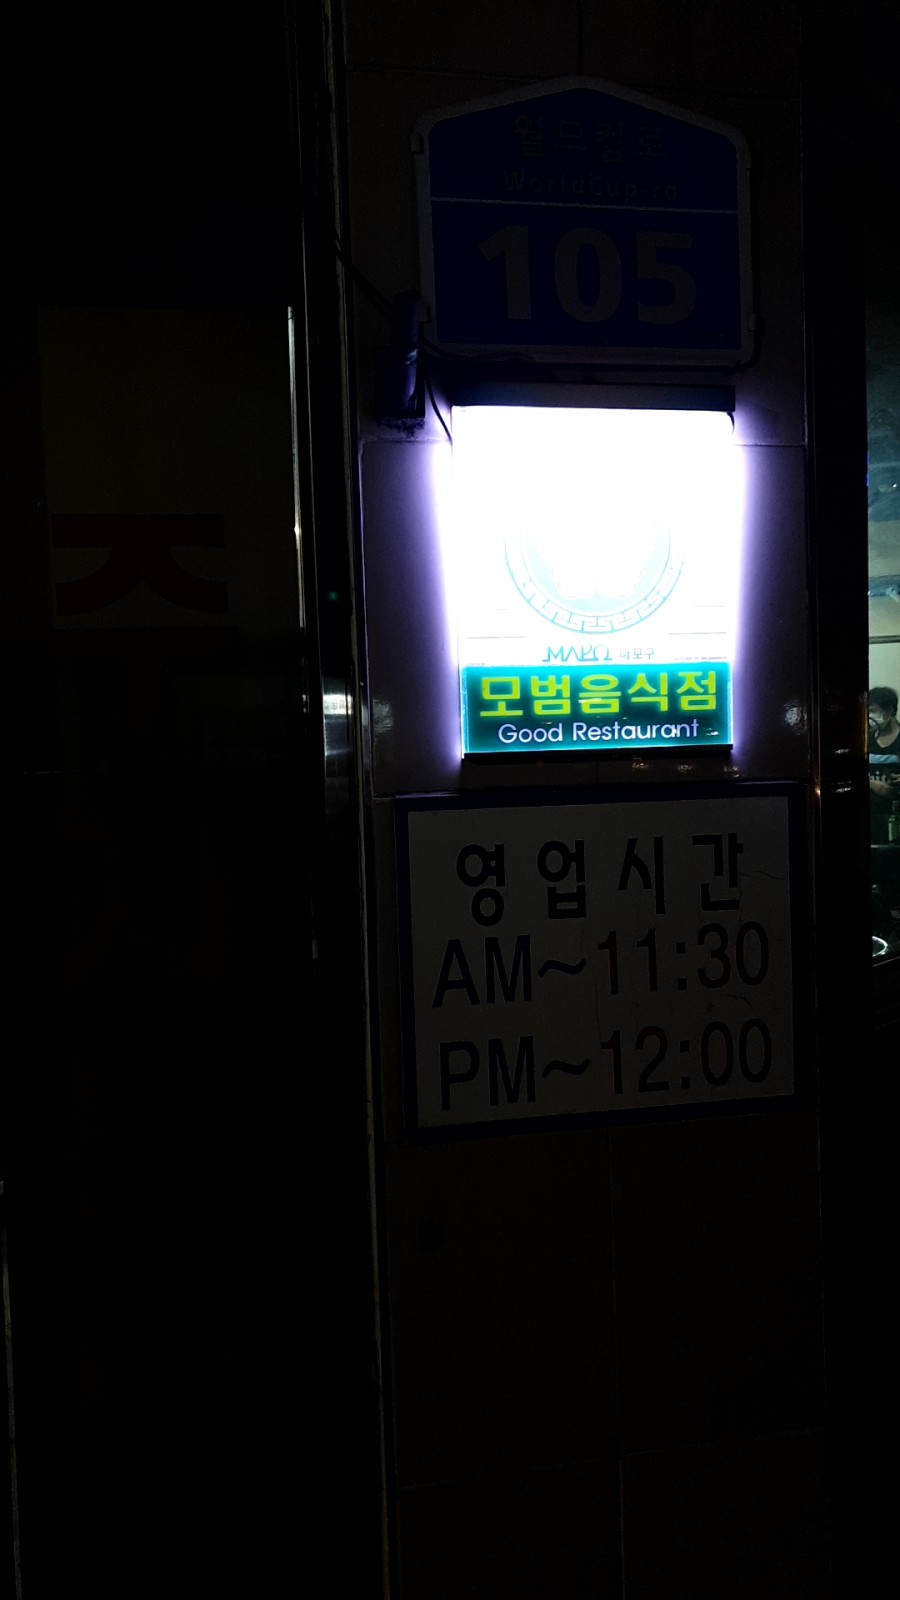 월드컵로
WorldCup-ro
105
MAPO 마포구
모범음식점
Good Restaurant
영업시간
AM~11:30
PM~12:00